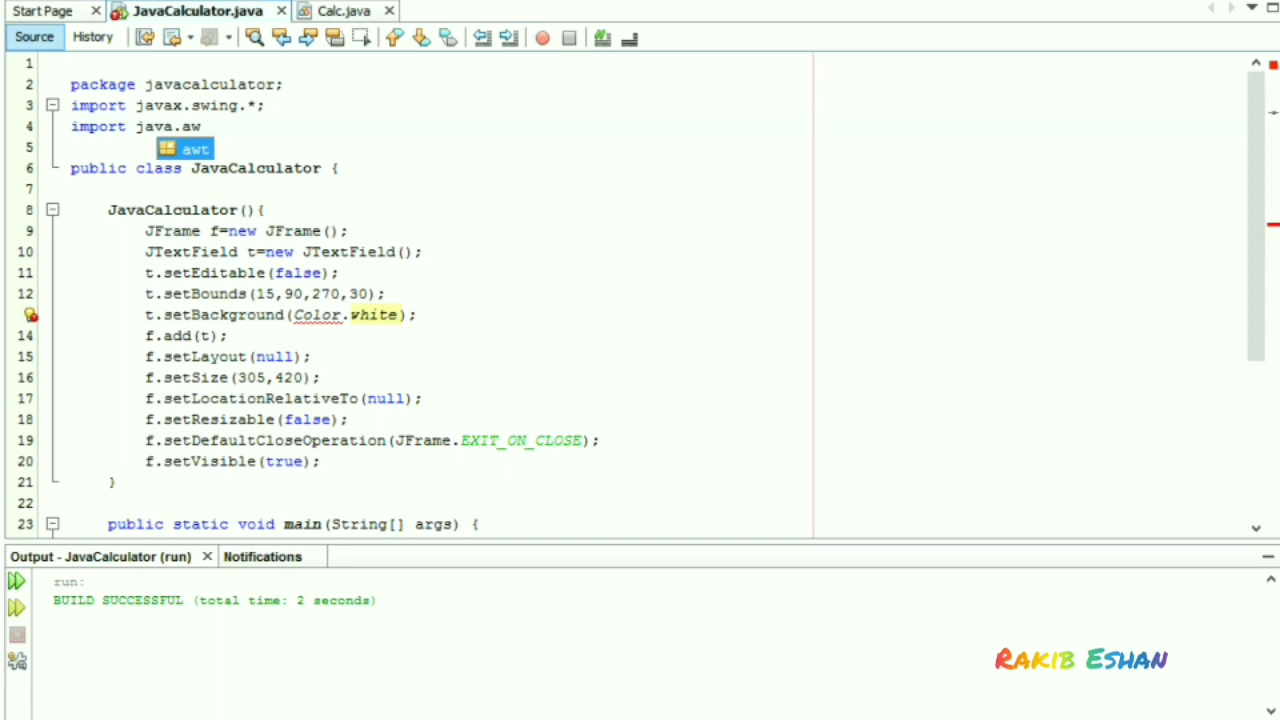 Start Page JavaCalculator.java Calc.java
Source History
1
2 package javacalculator;
3 import javax.swing.*;
4 import java.aw
5 awt
6 public class JavaCalculator {
7
8 JavaCalculator(){
9 JFrame f=new JFrame();
10 JTextField t=new JTextField();
11 t.setEditable(false);
12 t.setBounds(15,90,270,30);
t.setBackground(Color.white);
14 f.add(t);
15 f.setLayout(null);
16 f.setSize(305,420);
17 f.setLocationRelativeTo(null);
18 f.setResizable(false);
19 f.setDefaultCloseOperation(JFrame.EXIT_ON_CLOSE);
20 f.setVisible(true);
21 }
22
23 public static void main(String[] args) {
Output - JavaCalculator (run) Notifications
run:
BUILD SUCCESSFUL (total time: 2 seconds)
RAKIB ESHAN